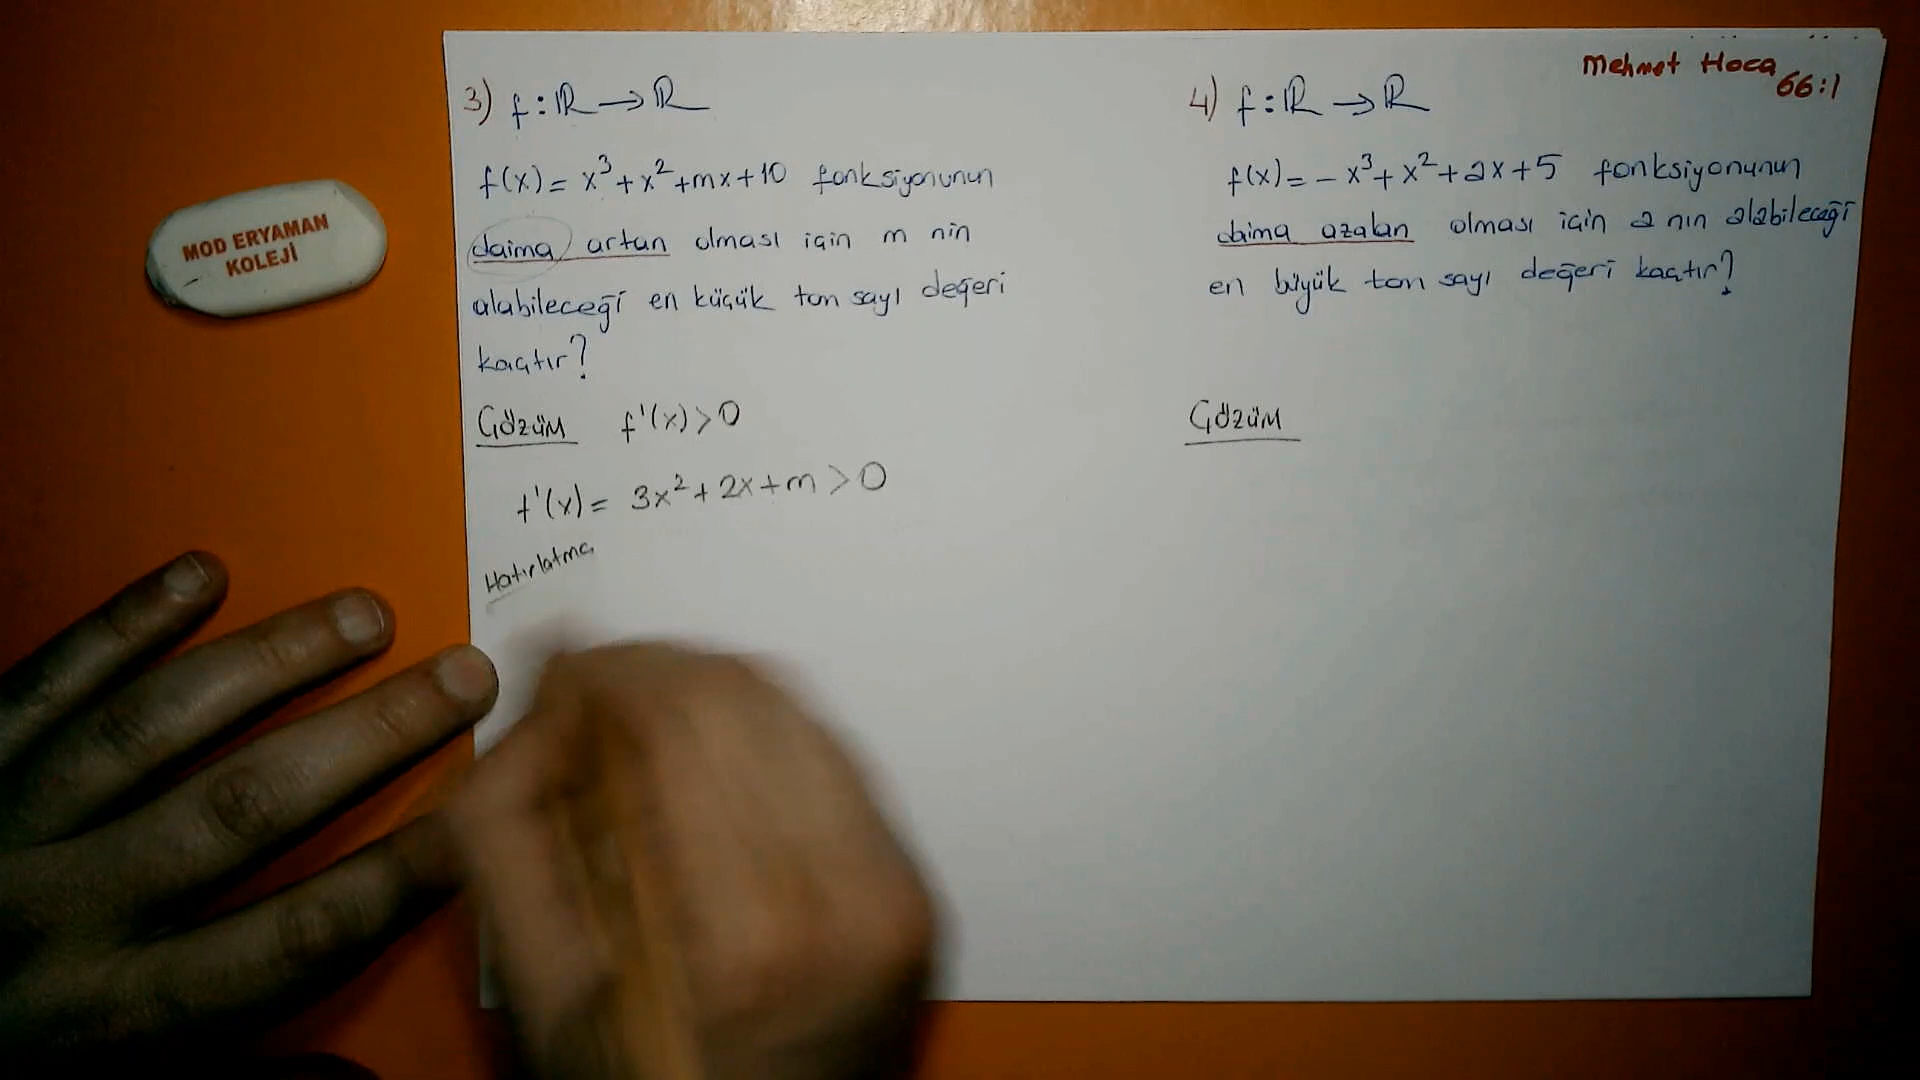 MOD ERYAMAN
KOLEJİ
Mehmet Hoca
66:1
3) f : ℝ → ℝ
f(x) = x³ + x² + mx + 10 fonksiyonunun
daima artan olması için m nin
alabileceği en küçük tam sayı değeri
kaçtır?
Çözüm f'(x) > 0
f'(x) = 3x² + 2x + m > 0
Hatırlatma
4) f : ℝ → ℝ
f(x) = - x³ + x² + ax + 5 fonksiyonunun
daima azalan olması için a nın alabileceği
en büyük tam sayı değeri kaçtır?
Çözüm